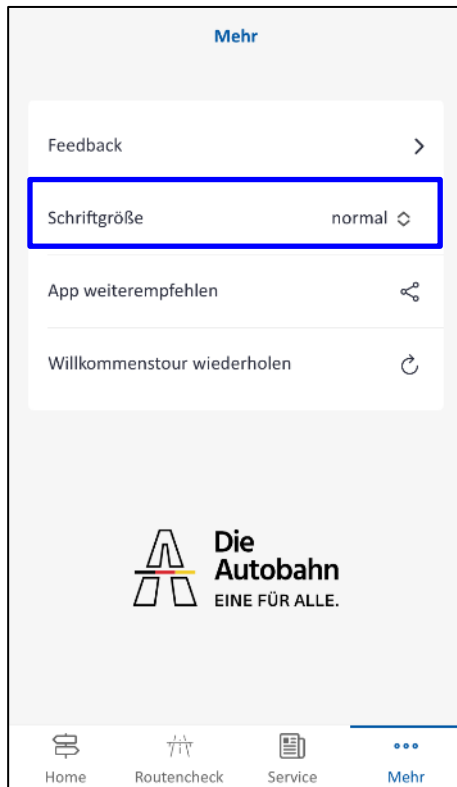 Mehr
Feedback
Schriftgröße normal
App weiterempfehlen
Willkommenstour wiederholen
Die
Autobahn
EINE FÜR ALLE.
Home Routencheck Service Mehr